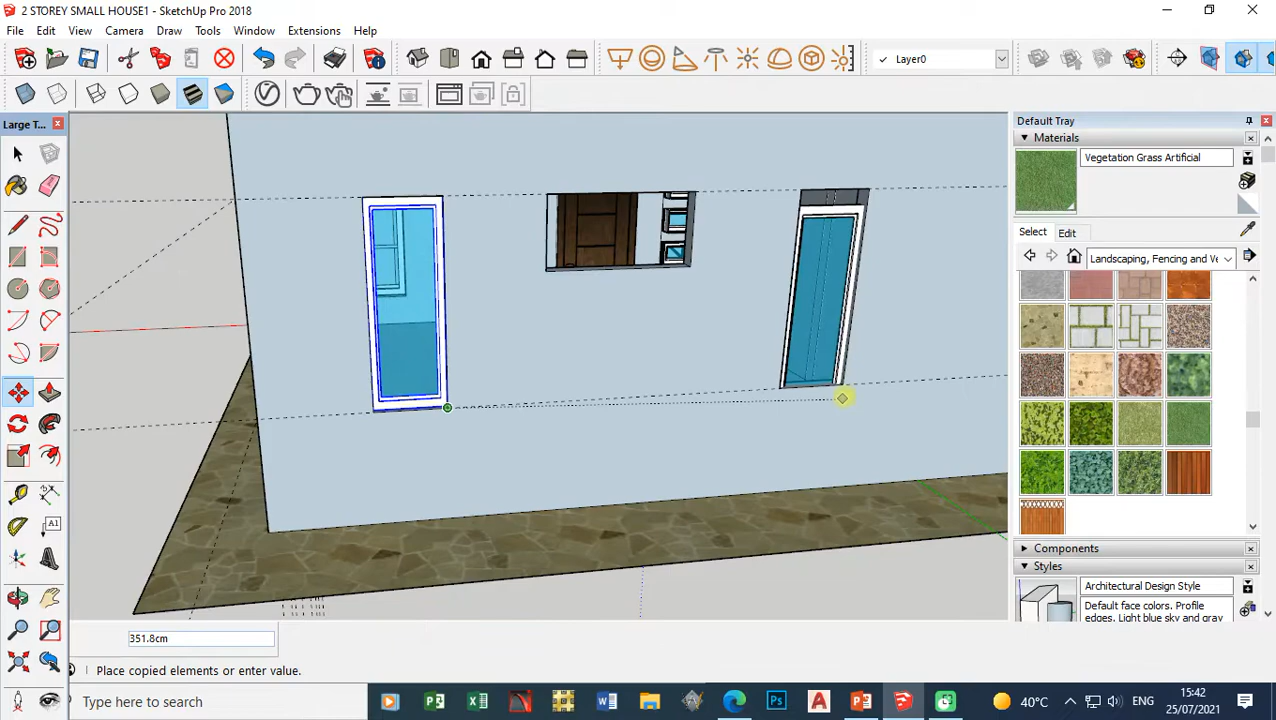 2 STOREY SMALL HOUSE1 - SketchUp Pro 2018
File Edit View Camera Draw Tools Window Extensions Help
Layer0
Large T...
Default Tray
Materials
Vegetation Grass Artificial
Select Edit
Landscaping, Fencing and Ve
Components
Styles
Architectural Design Style
Default face colors. Profile
edges. Light blue sky and gray
A1
351.8cm
Place copied elements or enter value.
Type here to search
40°C
ENG
15:42
25/07/2021